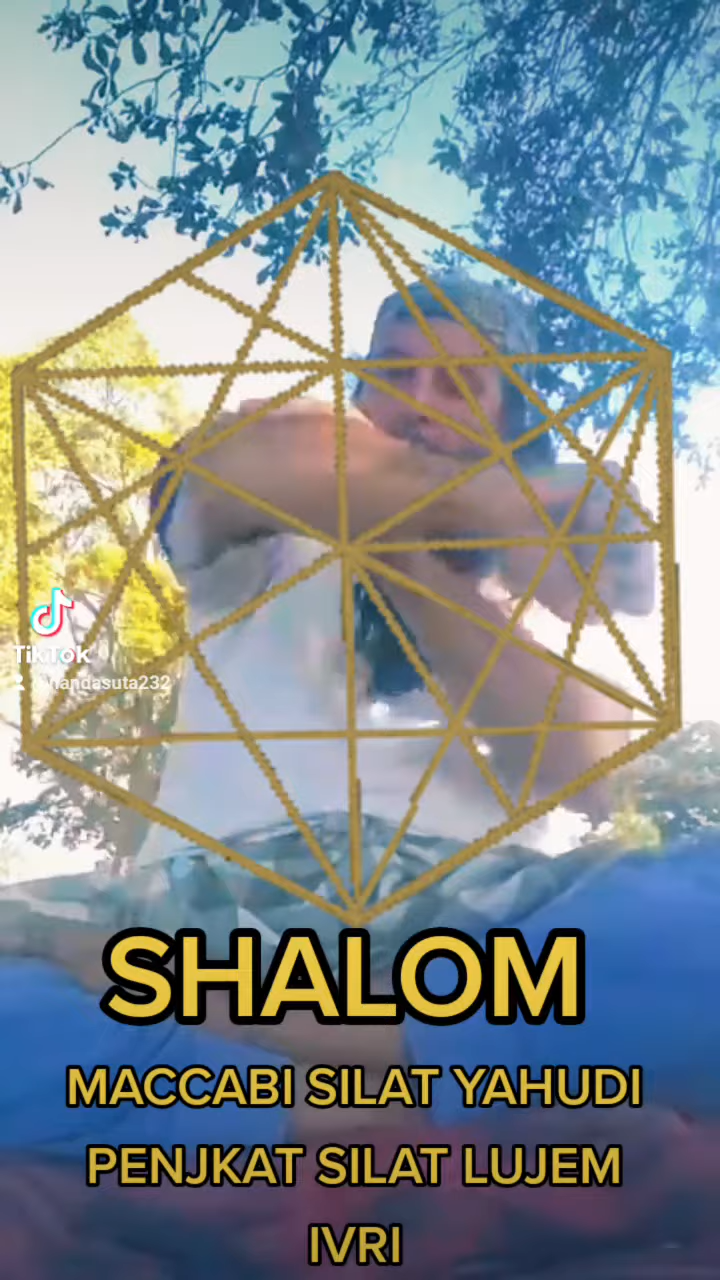 TikTok
SHALOM
MACCABI SILAT YAHUDI
PENJKAT SILAT LUJEM
IVRI